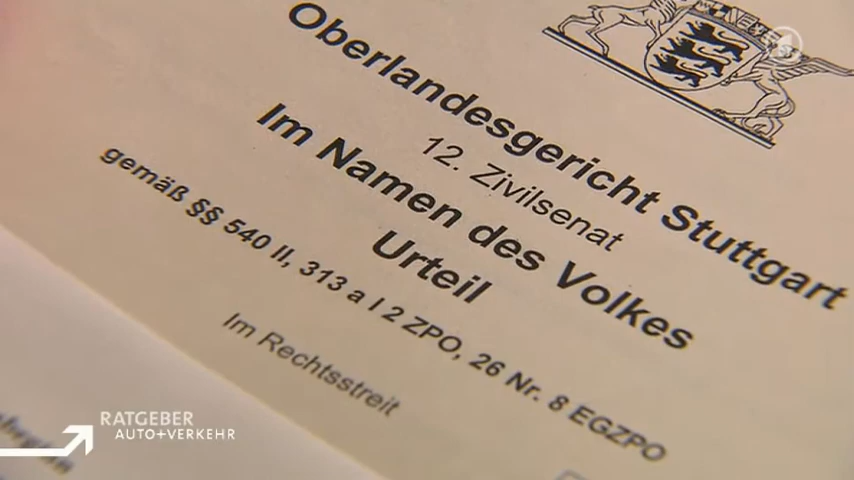 Oberlandesgericht Stuttgart
12. Zivilsenat
Im Namen des Volkes
Urteil
gemäß §§ 540 II, 313 a I 2 ZPO, 26 Nr. 8 EGZPO
Im Rechtsstreit
RATGEBER
AUTO+VERKEHR